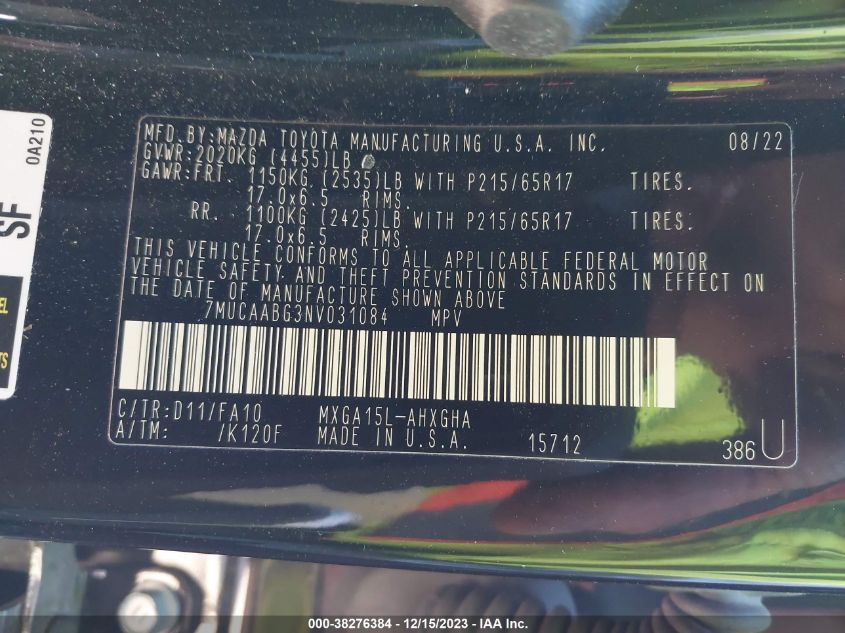 0A210
SF
EL
TS
MFD.BY:MAZDA TOYOTA MANUFACTURING U.S.A. INC. 08/22
GVWR:2020KG (4455)LB
GAWR:FRT. 1150KG (2535)LB WITH P215/65R17 TIRES.
17.0x6.5 RIMS.
RR. 1100KG (2425)LB WITH P215/65R17 TIRES.
17.0x6.5 RIMS.
THIS VEHICLE CONFORMS TO ALL APPLICABLE FEDERAL MOTOR
VEHICLE SAFETY AND THEFT PREVENTION STANDARDS IN EFFECT ON
THE DATE OF MANUFACTURE SHOWN ABOVE
7MUCAABG3NV031084 MPV
C/TR:D11/FA10 MXGA15L-AHXGHA
A/TM: /K120F MADE IN U.S.A. 15712 386U
000-38276384 - 12/15/2023 - IAA Inc.